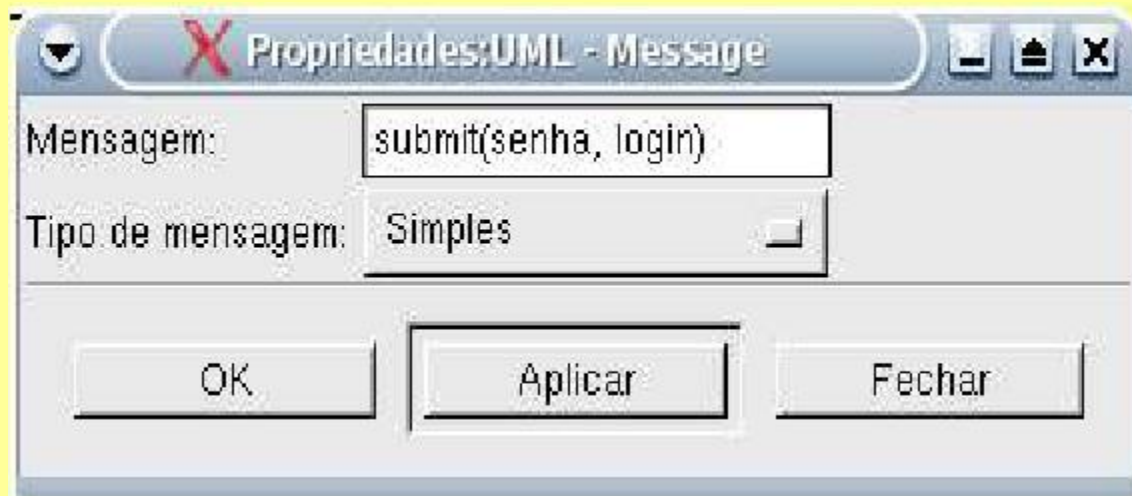 Propriedades:UML - Message
Mensagem: submit(senha, login)
Tipo de mensagem: Simples
OK Aplicar Fechar